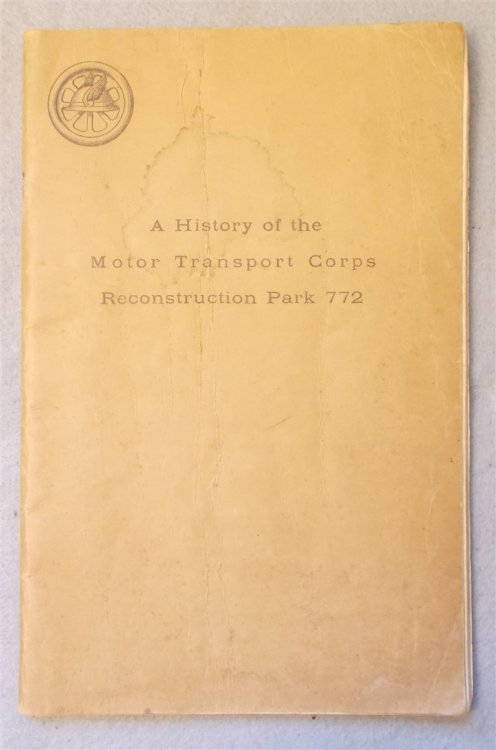 A History of the
Motor Transport Corps
Reconstruction Park 772